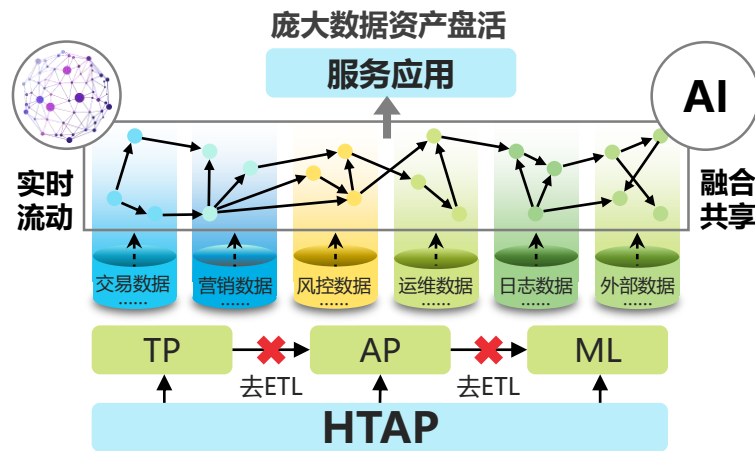 庞大数据资产盘活
服务应用
AI
实时
流动
融合
共享
交易数据
......
营销数据
......
风控数据
......
运维数据
......
日志数据
......
外部数据
......
TP
AP
ML
去ETL
去ETL
HTAP